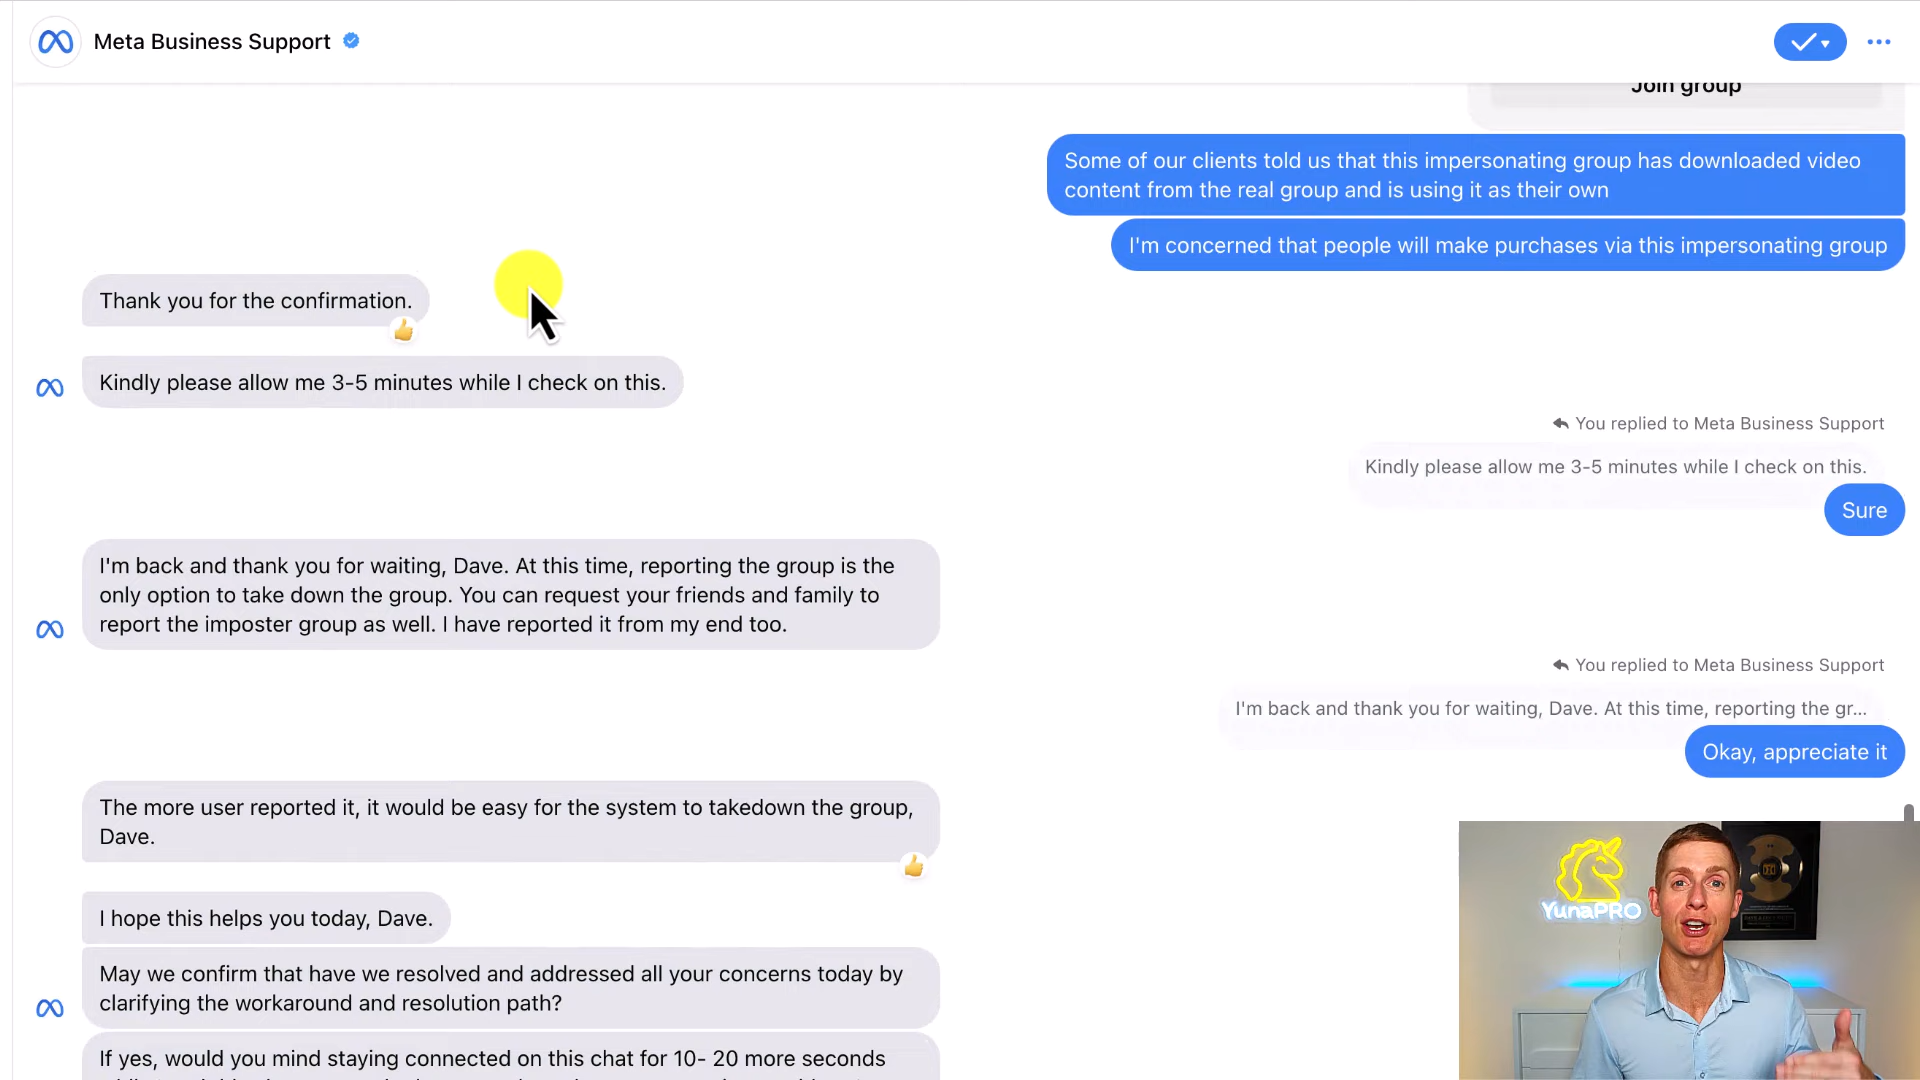 Meta Business Support
Join group
Some of our clients told us that this impersonating group has downloaded video
content from the real group and is using it as their own
I'm concerned that people will make purchases via this impersonating group
Thank you for the confirmation.
Kindly please allow me 3-5 minutes while I check on this.
You replied to Meta Business Support
Kindly please allow me 3-5 minutes while I check on this.
Sure
I'm back and thank you for waiting, Dave. At this time, reporting the group is the
only option to take down the group. You can request your friends and family to
report the imposter group as well. I have reported it from my end too.
You replied to Meta Business Support
I'm back and thank you for waiting, Dave. At this time, reporting the gr...
Okay, appreciate it
The more user reported it, it would be easy for the system to takedown the group,
Dave.
I hope this helps you today, Dave.
May we confirm that have we resolved and addressed all your concerns today by
clarifying the workaround and resolution path?
If yes, would you mind staying connected on this chat for 10- 20 more seconds
YunaPRO